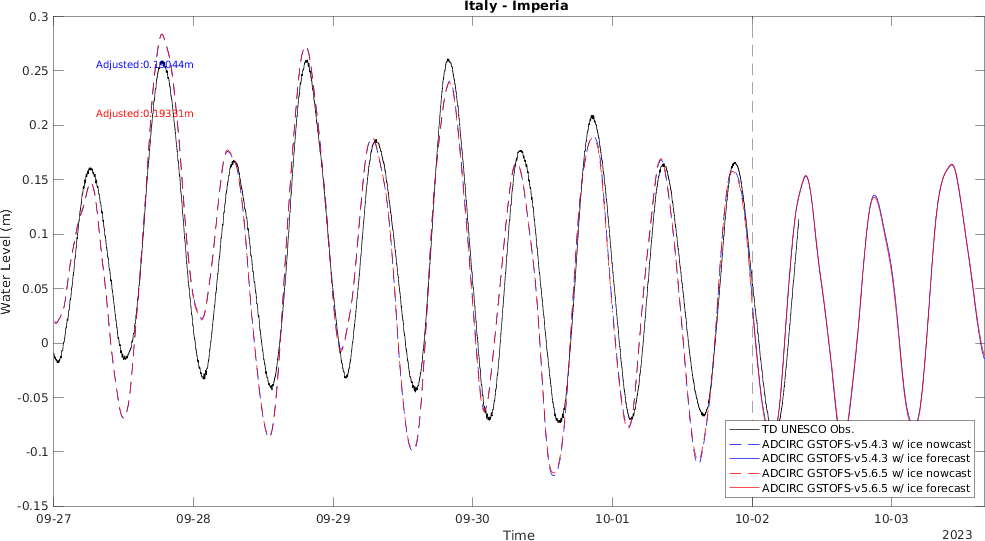 Italy - Imperia
0.3
0.25
0.2
0.15
0.1
0.05
0
-0.05
-0.1
-0.15
Water Level (m)
Adjusted:0.19044m
Adjusted:0.19331m
TD UNESCO Obs.
ADCIRC GSTOFS-v5.4.3 w/ ice nowcast
ADCIRC GSTOFS-v5.4.3 w/ ice forecast
ADCIRC GSTOFS-v5.6.5 w/ ice nowcast
ADCIRC GSTOFS-v5.6.5 w/ ice forecast
09-27 09-28 09-29 09-30 10-01 10-02 10-03
Time
2023